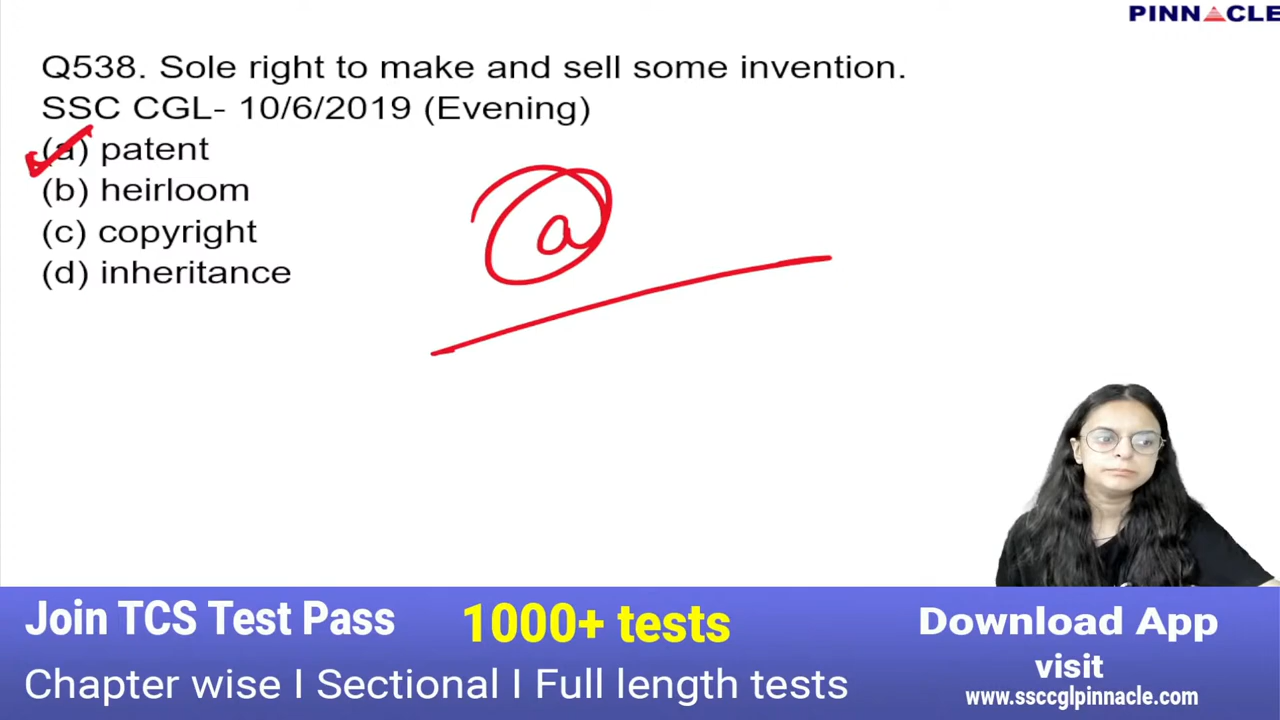 PINNACLE
Q538. Sole right to make and sell some invention.
SSC CGL- 10/6/2019 (Evening)
(a) patent
(b) heirloom
(c) copyright
(d) inheritance
a
Join TCS Test Pass
1000+ tests
Download App
Chapter wise I Sectional I Full length tests
visit
www.ssccglpinnacle.com